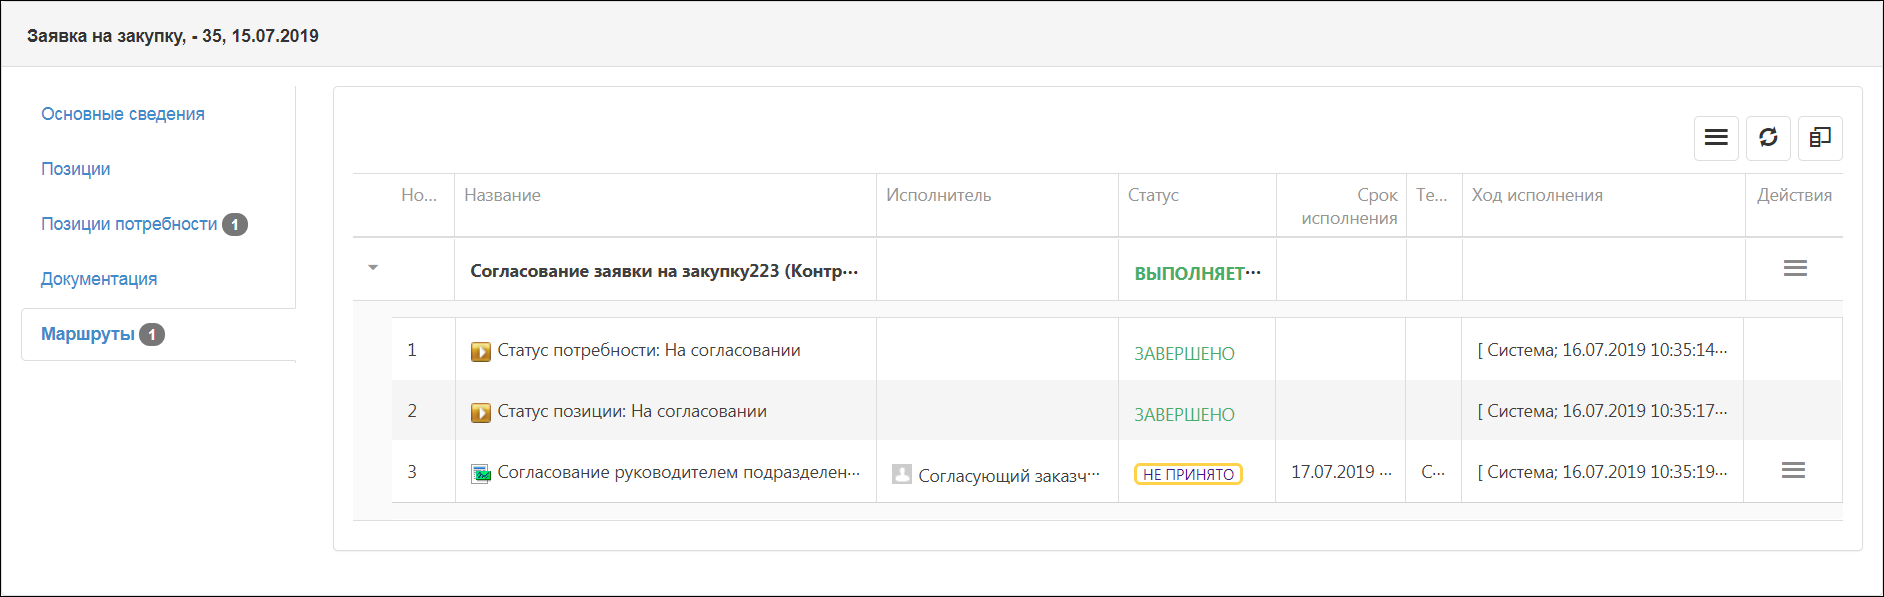 Заявка на закупку, - 35, 15.07.2019
Основные сведения
Позиции
Позиции потребности 1
Документация
Маршруты 1
Но... Название Исполнитель Статус Срок исполнения Те... Ход исполнения Действия
Согласование заявки на закупку223 (Контр··· ВЫПОЛНЯЕТ···
1 Статус потребности: На согласовании ЗАВЕРШЕНО [ Система; 16.07.2019 10:35:14···
2 Статус позиции: На согласовании ЗАВЕРШЕНО [ Система; 16.07.2019 10:35:17···
3 Согласование руководителем подразделен··· Согласующий заказч··· НЕ ПРИНЯТО 17.07.2019 ··· С··· [ Система; 16.07.2019 10:35:19···